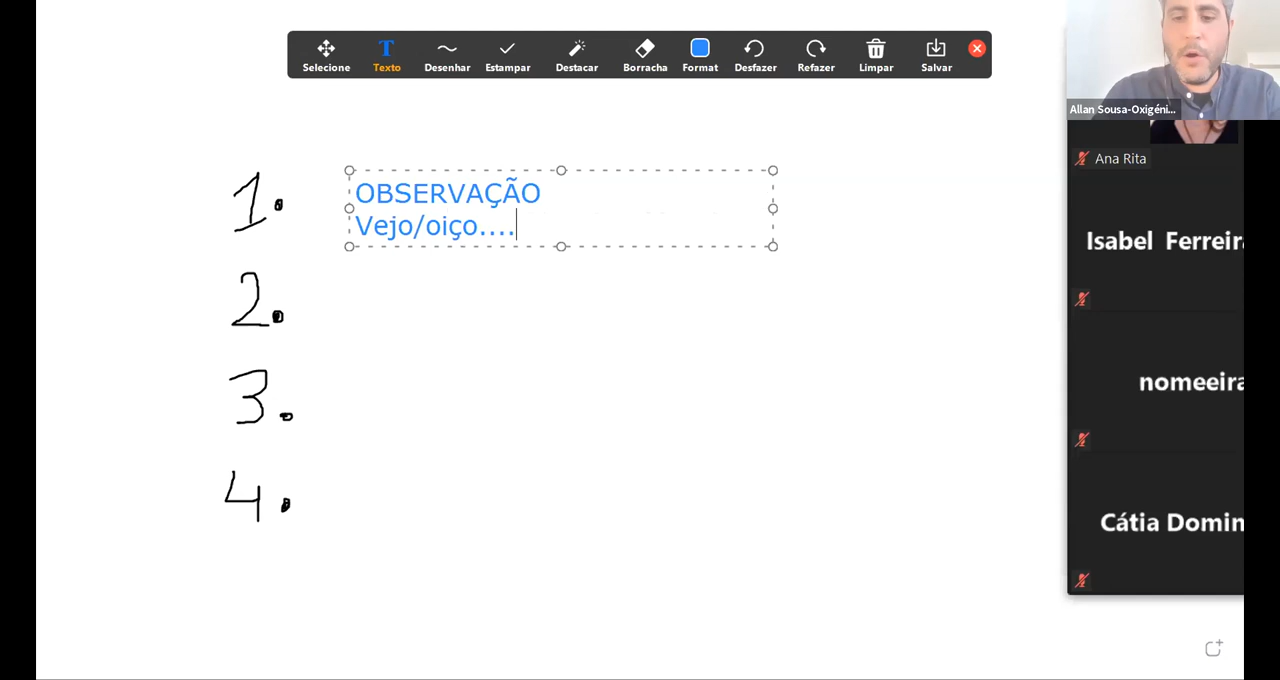 Selecione Texto Desenhar Estampar Destacar Borracha Format Desfazer Refazer Limpar Salvar
Allan Sousa-Oxigéni...
Ana Rita
1. OBSERVAÇÃO
Vejo/oiço....
Isabel Ferreira
2.
nomeeira
3.
4.
Cátia Domin